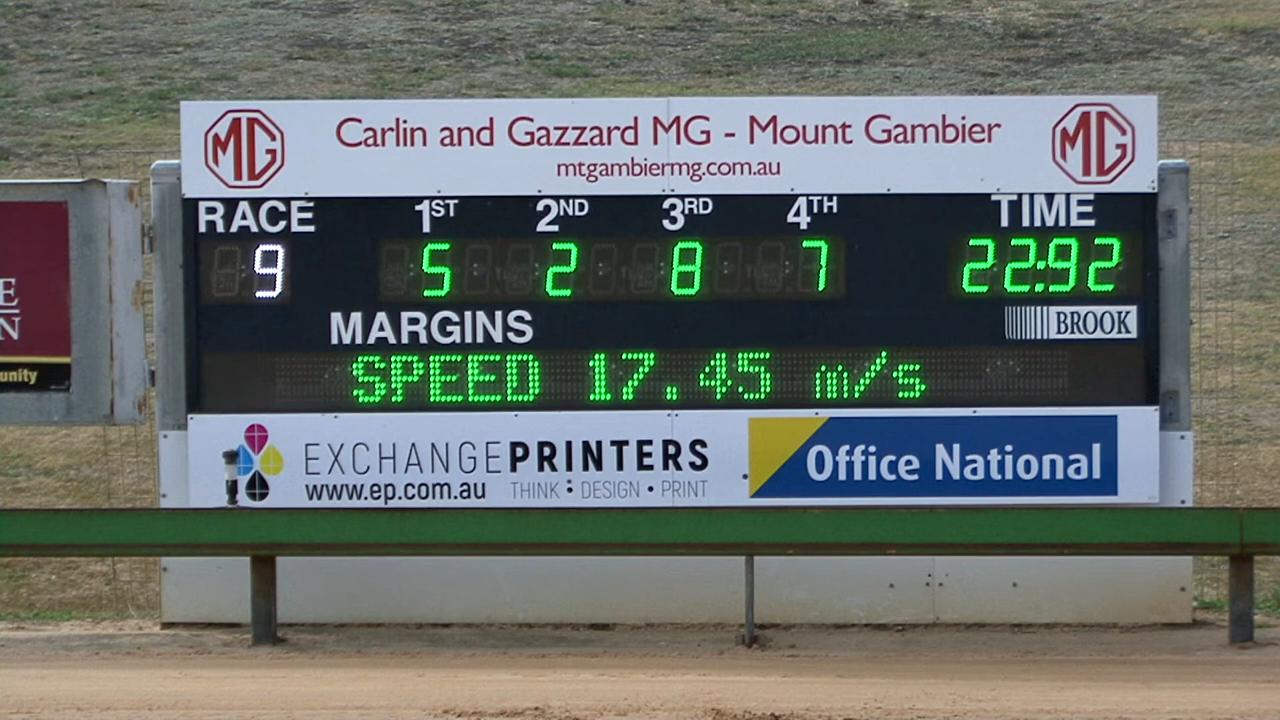 MG Carlin and Gazzard MG - Mount Gambier MG
mtgambiermg.com.au
RACE 1ST 2ND 3RD 4TH TIME
9 5 2 8 7 22:92
MARGINS BROOK
SPEED 17.45 m/s
EXCHANGEPRINTERS
www.ep.com.au THINK • DESIGN • PRINT
Office National
E
N
unity